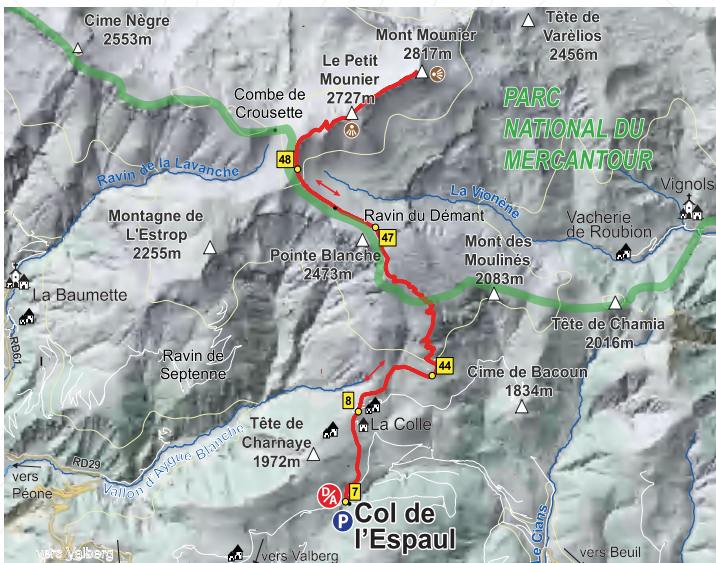 Cime Nègre
2553m
Mont Mounier
2817m
Tête de
Varèlios
2456m
Le Petit
Mounier
2727m
PARC
NATIONAL DU
MERCANTOUR
Combe de
Crousette
48
Ravin de la Lavanche
La Vionène
Vignols
Montagne de
L'Estrop
2255m
Ravin du Démant
47
Vacherie
de Roubion
Pointe Blanche
2473m
Mont des
Moulinés
2083m
La Baumette
RD61
Tête de Chamia
2016m
Ravin de
Septenne
44
Cime de Bacoun
1834m
8
La Colle
Tête de
Charnaye
1972m
Vallon d'Aygue Blanche
RD29
vers
Péone
7
D/A
P
Col de
l'Espaul
Le Cians
vers Valberg
vers Valberg
vers Beuil